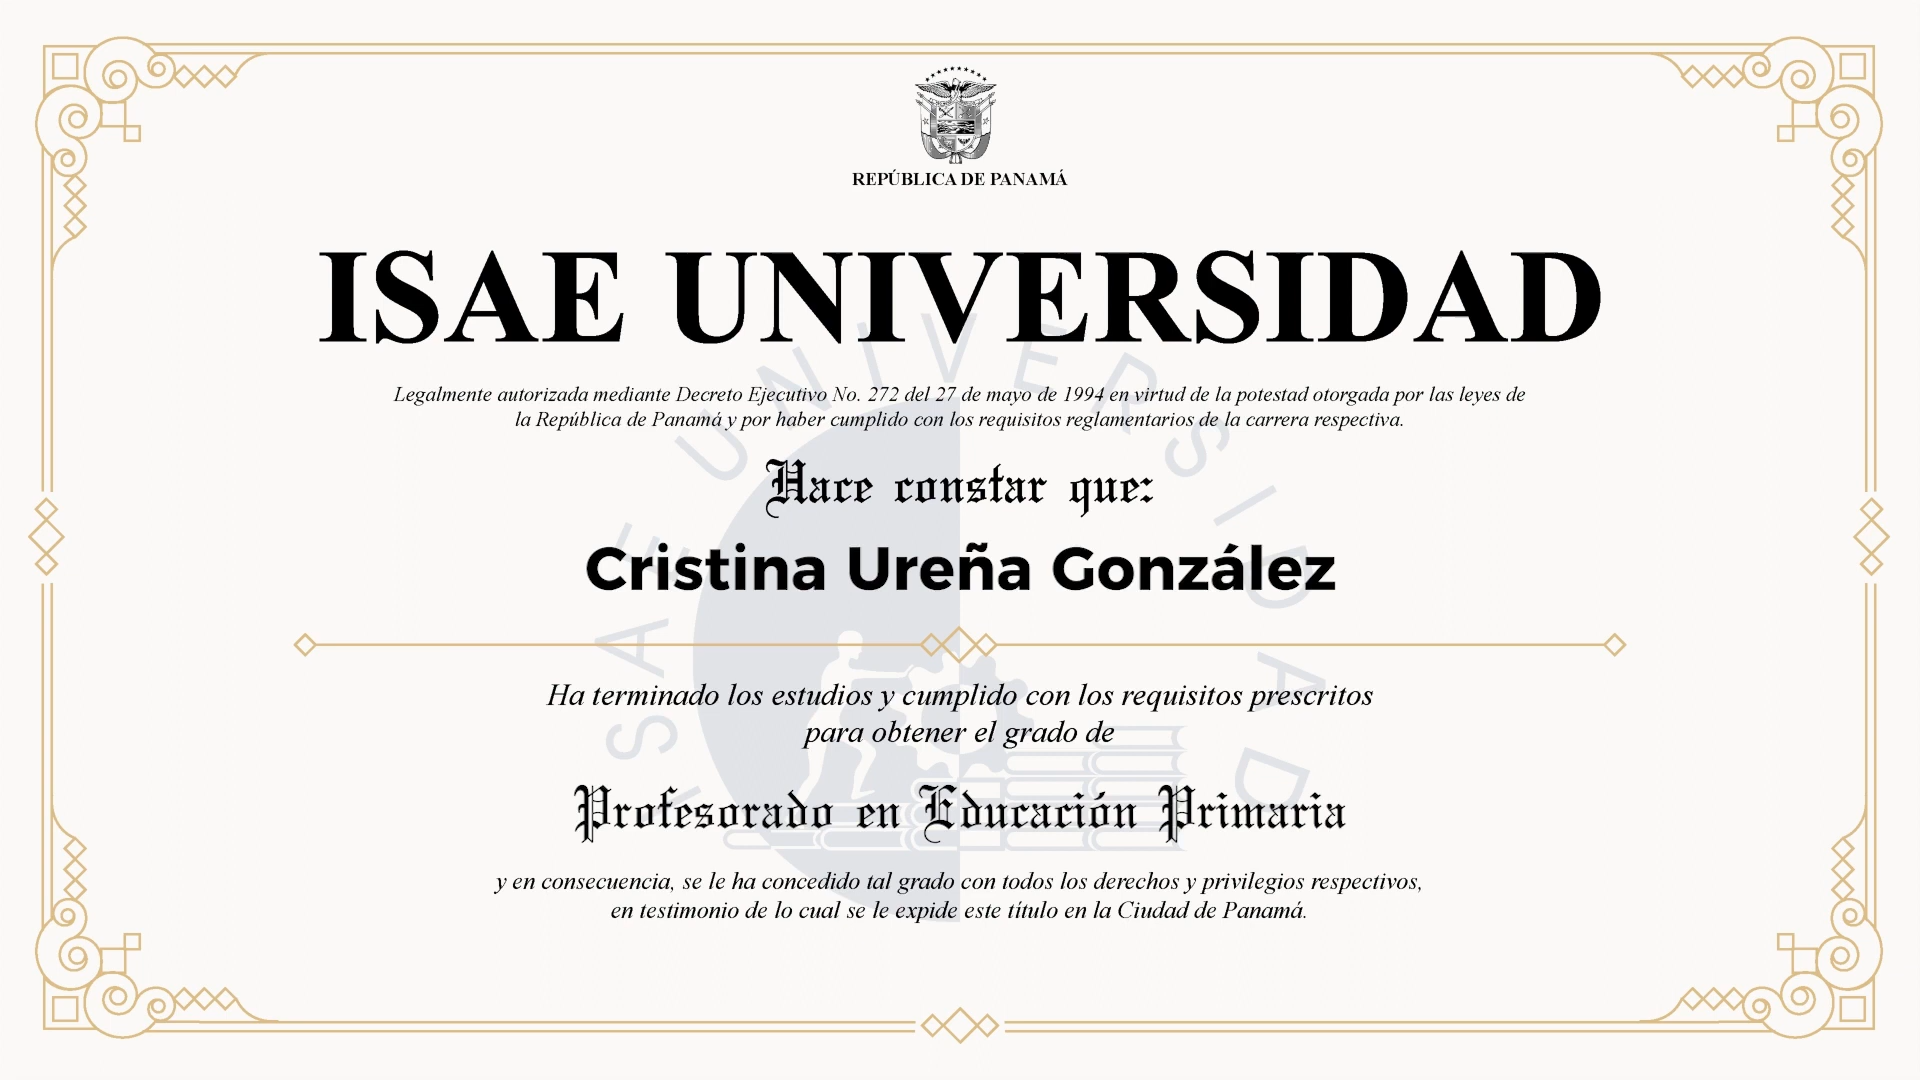 REPÚBLICA DE PANAMÁ
ISAE UNIVERSIDAD
Legalmente autorizada mediante Decreto Ejecutivo No. 272 del 27 de mayo de 1994 en virtud de la potestad otorgada por las leyes de
la República de Panamá y por haber cumplido con los requisitos reglamentarios de la carrera respectiva.
Hace constar que:
Cristina Ureña González
Ha terminado los estudios y cumplido con los requisitos prescritos
para obtener el grado de
Profesorado en Educación Primaria
y en consecuencia, se le ha concedido tal grado con todos los derechos y privilegios respectivos,
en testimonio de lo cual se le expide este título en la Ciudad de Panamá.
ISAE UNIVERSIDAD